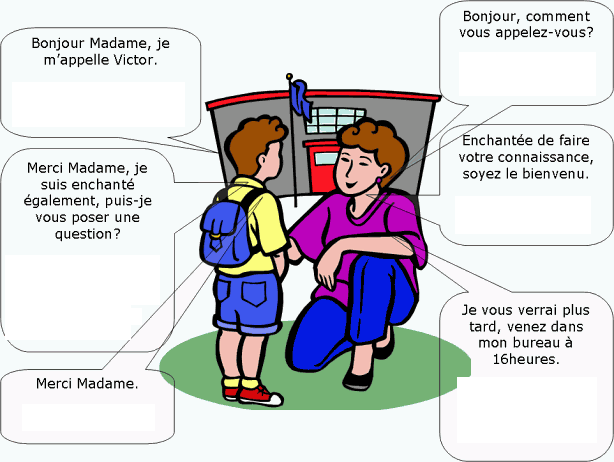 Bonjour, comment
vous appelez-vous?
Bonjour Madame, je
m’appelle Victor.
Enchantée de faire
votre connaissance,
soyez le bienvenu.
Merci Madame, je
suis enchanté
également, puis-je
vous poser une
question?
Je vous verrai plus
tard, venez dans
mon bureau à
16heures.
Merci Madame.